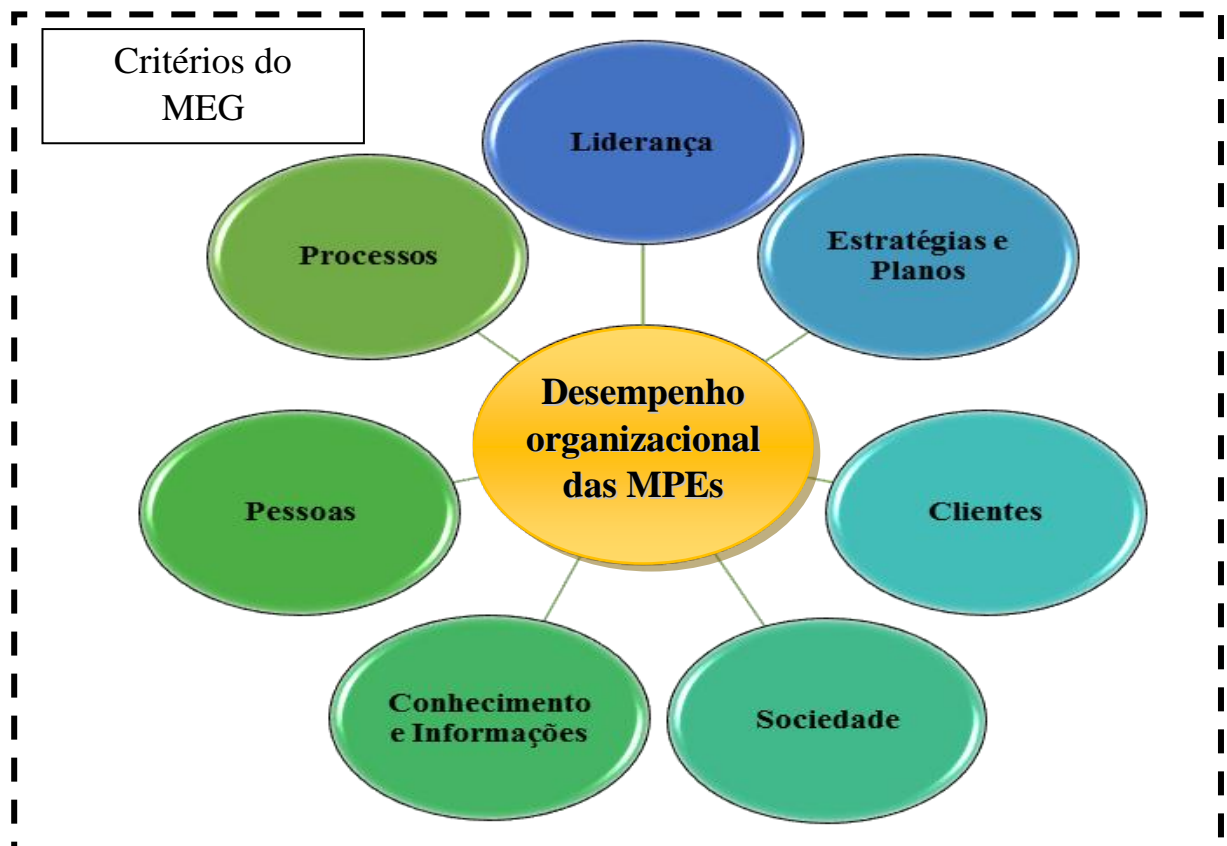 Critérios do
MEG
Liderança
Estratégias e
Planos
Clientes
Sociedade
Conhecimento
e Informações
Pessoas
Processos
Desempenho
organizacional
das MPEs